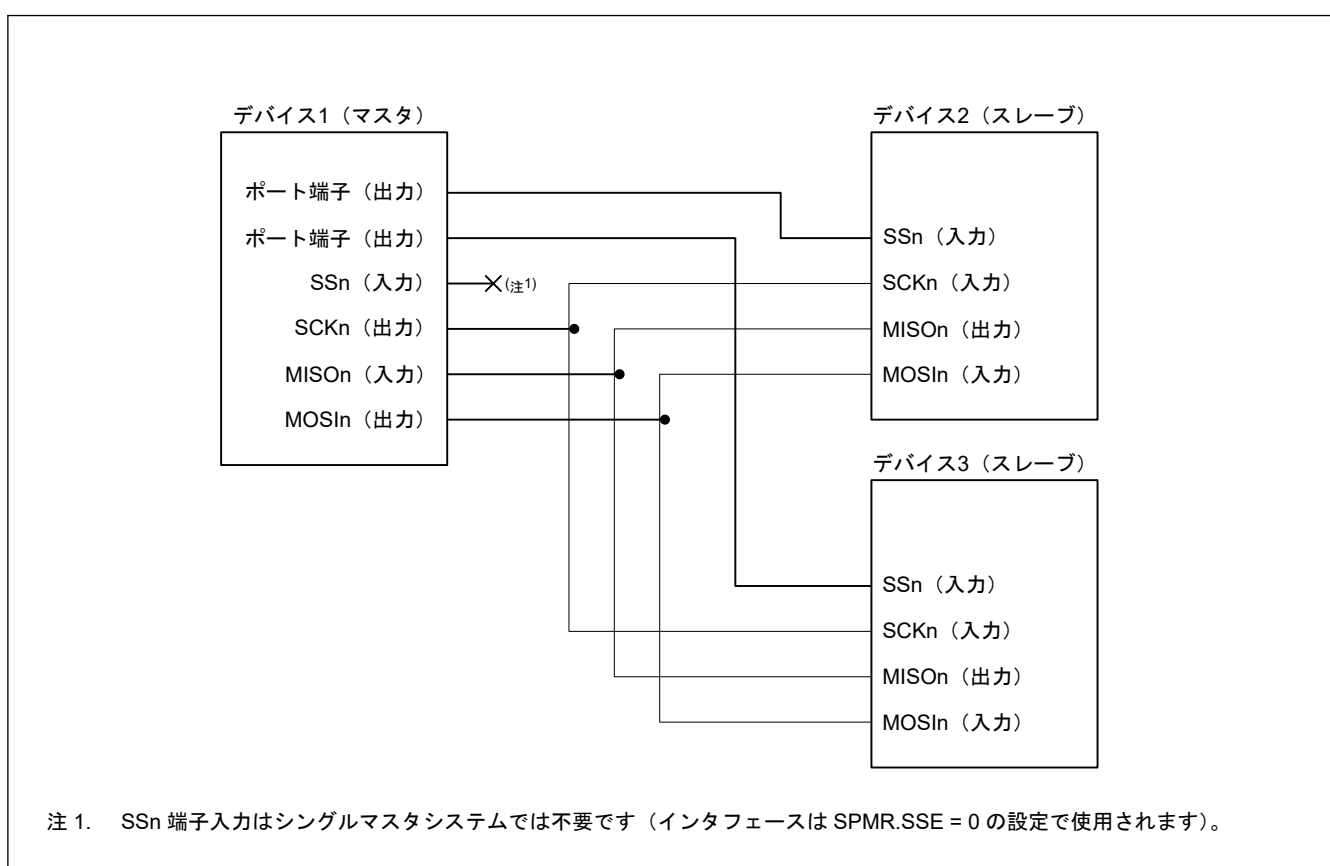 デバイス1（マスタ）
ポート端子（出力）
ポート端子（出力）
SSn（入力）
(注1)
SCKn（出力）
MISOn（入力）
MOSIn（出力）
デバイス2（スレーブ）
SSn（入力）
SCKn（入力）
MISOn（出力）
MOSIn（入力）
デバイス3（スレーブ）
SSn（入力）
SCKn（入力）
MISOn（出力）
MOSIn（入力）
注 1. SSn 端子入力はシングルマスタシステムでは不要です（インタフェースは SPMR.SSE = 0 の設定で使用されます）。